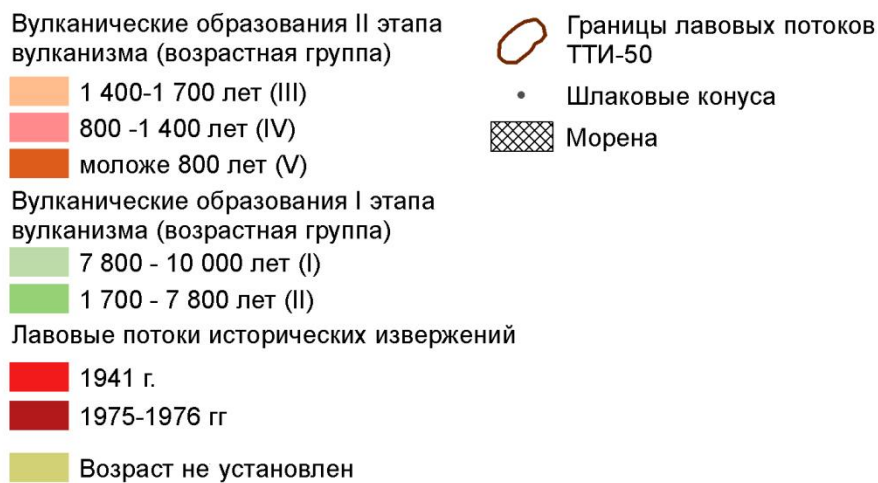 Вулканические образования II этапа
вулканизма (возрастная группа)
1 400-1 700 лет (III)
800 -1 400 лет (IV)
моложе 800 лет (V)
Вулканические образования I этапа
вулканизма (возрастная группа)
7 800 - 10 000 лет (I)
1 700 - 7 800 лет (II)
Лавовые потоки исторических извержений
1941 г.
1975-1976 гг
Возраст не установлен
Границы лавовых потоков
ТТИ-50
Шлаковые конуса
Морена